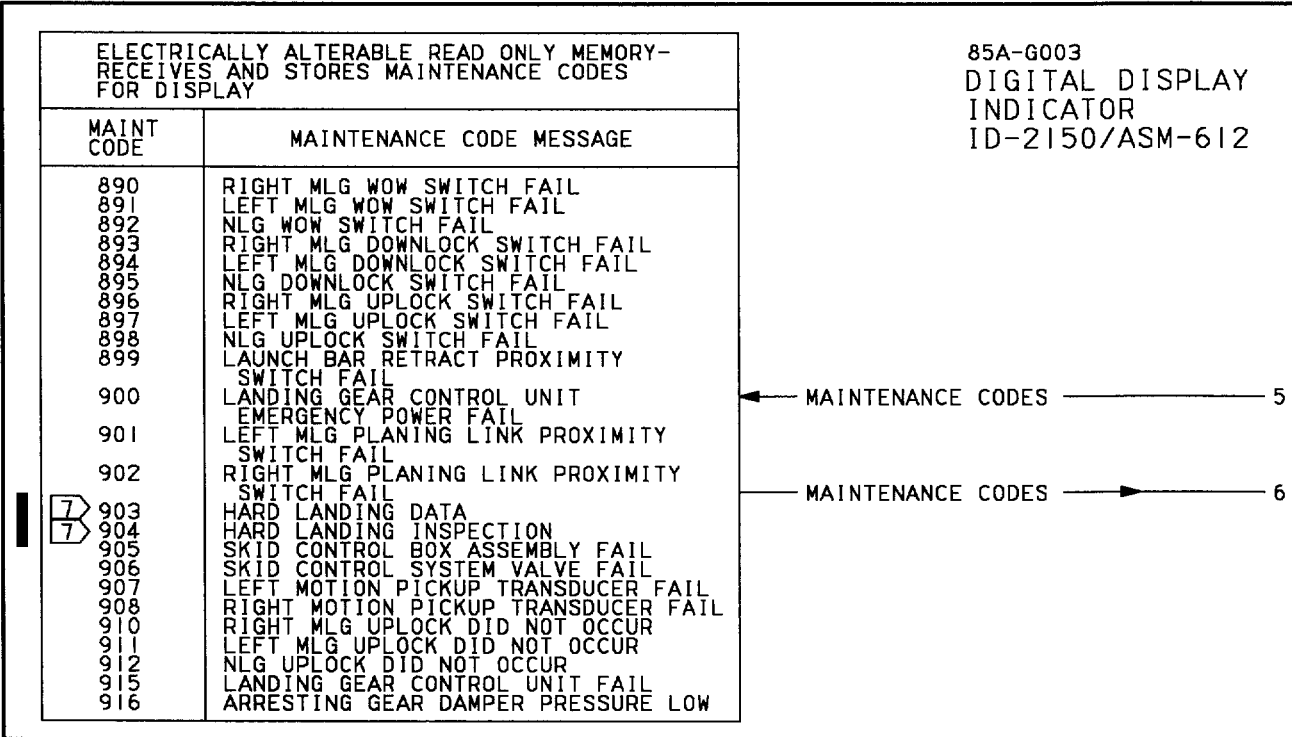 ELECTRICALLY ALTERABLE READ ONLY MEMORY-
RECEIVES AND STORES MAINTENANCE CODES
FOR DISPLAY
MAINT
CODE
MAINTENANCE CODE MESSAGE
890 RIGHT MLG WOW SWITCH FAIL
891 LEFT MLG WOW SWITCH FAIL
892 NLG WOW SWITCH FAIL
893 RIGHT MLG DOWNLOCK SWITCH FAIL
894 LEFT MLG DOWNLOCK SWITCH FAIL
895 NLG DOWNLOCK SWITCH FAIL
896 RIGHT MLG UPLOCK SWITCH FAIL
897 LEFT MLG UPLOCK SWITCH FAIL
898 NLG UPLOCK SWITCH FAIL
899 LAUNCH BAR RETRACT PROXIMITY
SWITCH FAIL
900 LANDING GEAR CONTROL UNIT
EMERGENCY POWER FAIL
901 LEFT MLG PLANING LINK PROXIMITY
SWITCH FAIL
902 RIGHT MLG PLANING LINK PROXIMITY
SWITCH FAIL
7 903 HARD LANDING DATA
7 904 HARD LANDING INSPECTION
905 SKID CONTROL BOX ASSEMBLY FAIL
906 SKID CONTROL SYSTEM VALVE FAIL
907 LEFT MOTION PICKUP TRANSDUCER FAIL
908 RIGHT MOTION PICKUP TRANSDUCER FAIL
910 RIGHT MLG UPLOCK DID NOT OCCUR
911 LEFT MLG UPLOCK DID NOT OCCUR
912 NLG UPLOCK DID NOT OCCUR
915 LANDING GEAR CONTROL UNIT FAIL
916 ARRESTING GEAR DAMPER PRESSURE LOW
85A-G003
DIGITAL DISPLAY
INDICATOR
ID-2150/ASM-612
MAINTENANCE CODES 5
MAINTENANCE CODES 6